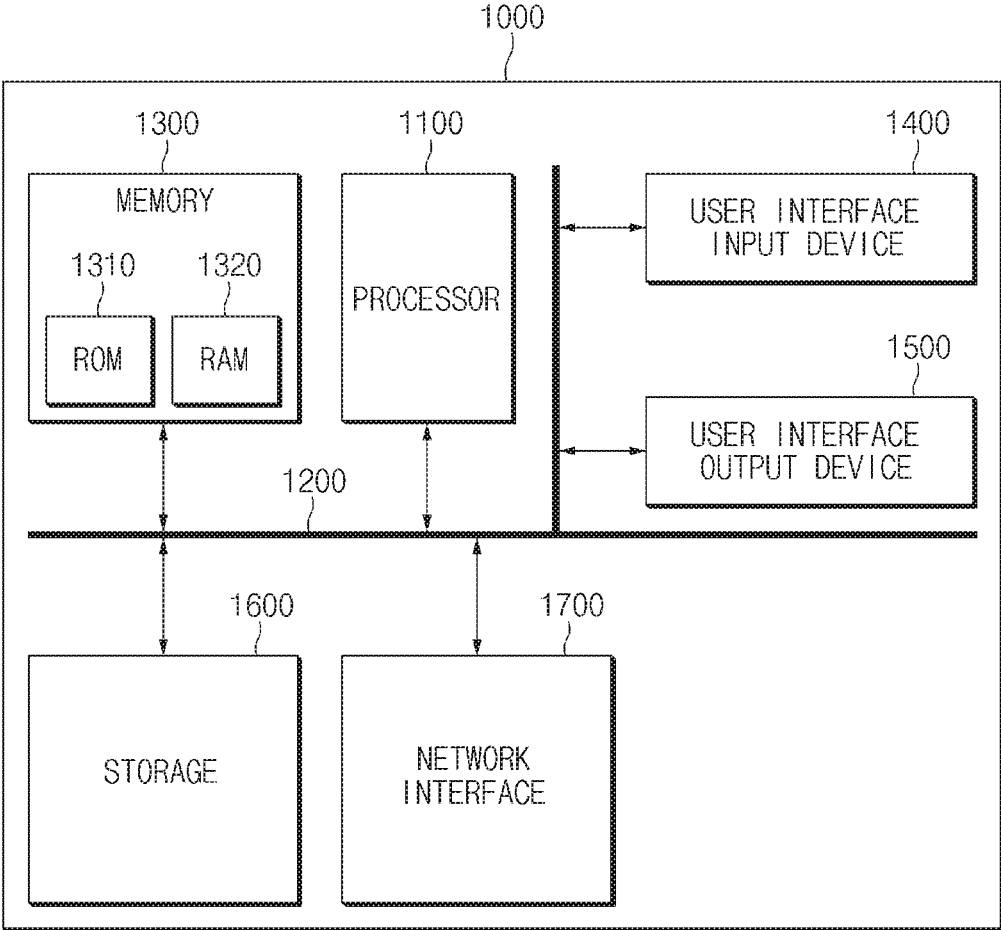 1000
1300
1100
1400
MEMORY
USER INTERFACE
INPUT DEVICE
1310
1320
PROCESSOR
ROM
RAM
1500
USER INTERFACE
OUTPUT DEVICE
1200
1600
1700
STORAGE
NETWORK
INTERFACE